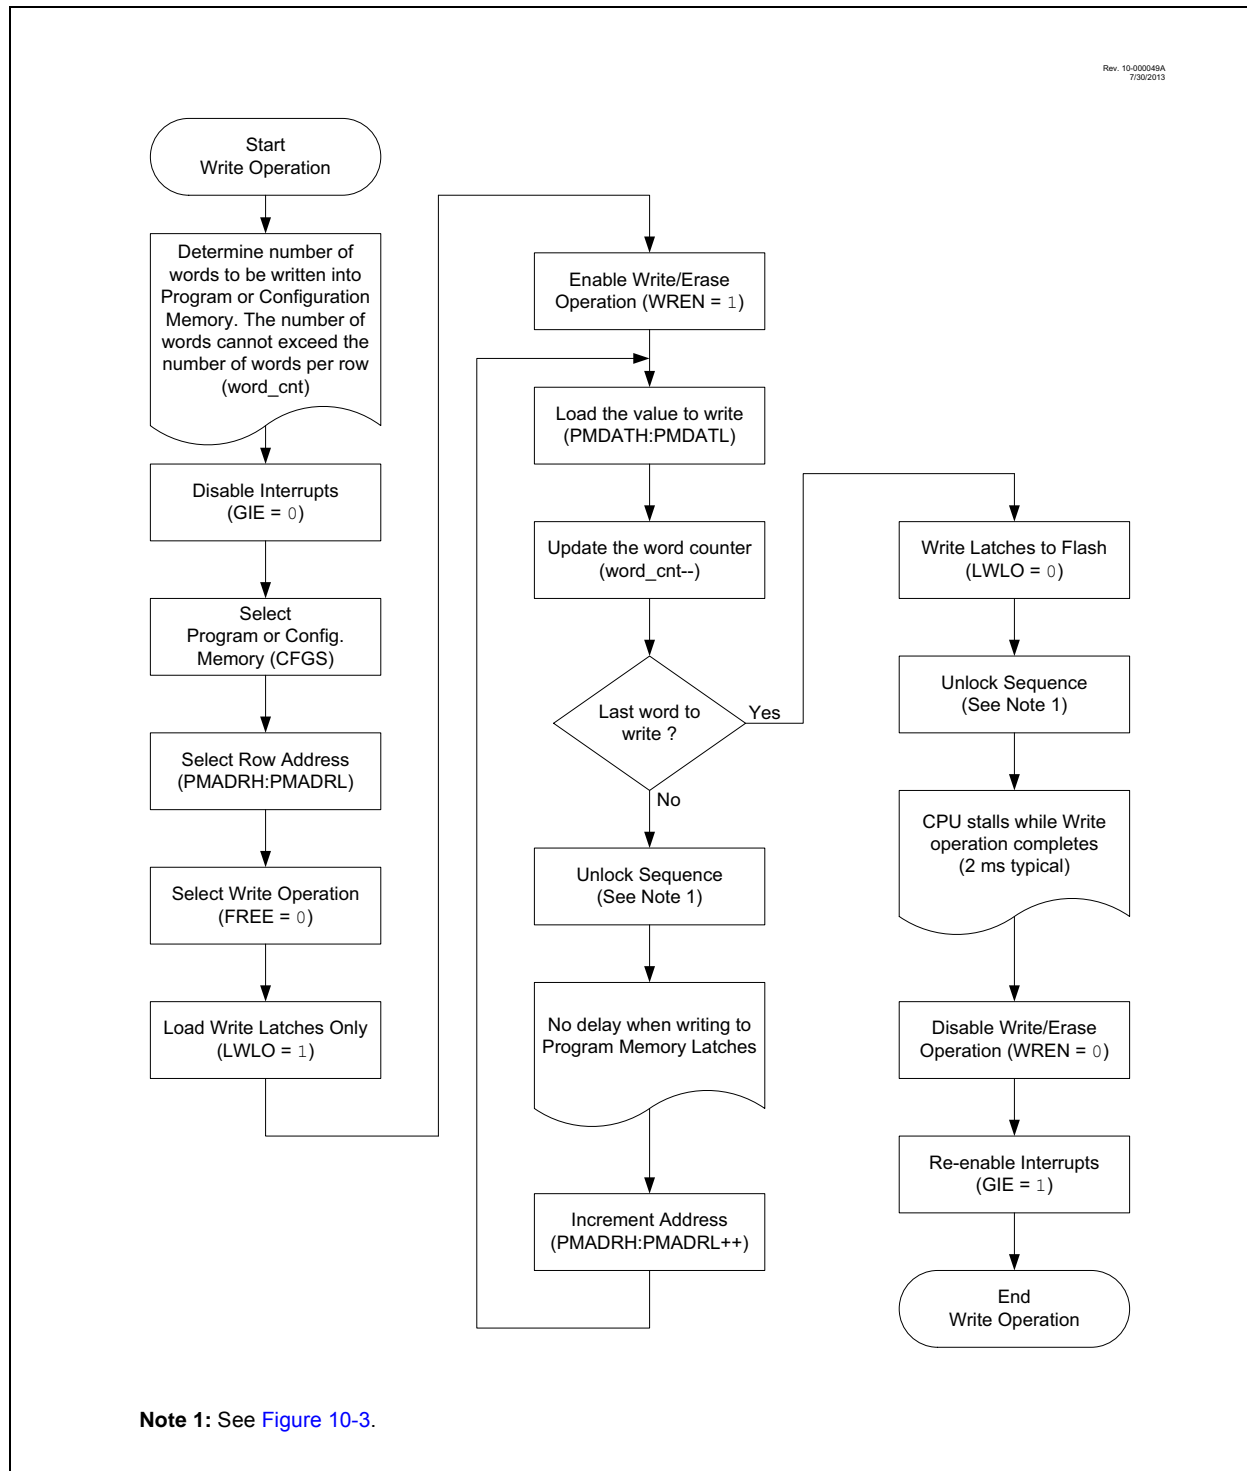 Rev. 10-000049A
7/30/2013
Start
Write Operation
Determine number of
words to be written into
Program or Configuration
Memory. The number of
words cannot exceed the
number of words per row
(word_cnt)
Disable Interrupts
(GIE = 0)
Select
Program or Config.
Memory (CFGS)
Select Row Address
(PMADRH:PMADRL)
Select Write Operation
(FREE = 0)
Load Write Latches Only
(LWLO = 1)
Enable Write/Erase
Operation (WREN = 1)
Load the value to write
(PMDATH:PMDATL)
Update the word counter
(word_cnt--)
Last word to
write ?
Yes
No
Unlock Sequence
(See Note 1)
No delay when writing to
Program Memory Latches
Increment Address
(PMADRH:PMADRL++)
Write Latches to Flash
(LWLO = 0)
Unlock Sequence
(See Note 1)
CPU stalls while Write
operation completes
(2 ms typical)
Disable Write/Erase
Operation (WREN = 0)
Re-enable Interrupts
(GIE = 1)
End
Write Operation
Note 1: See Figure 10-3.